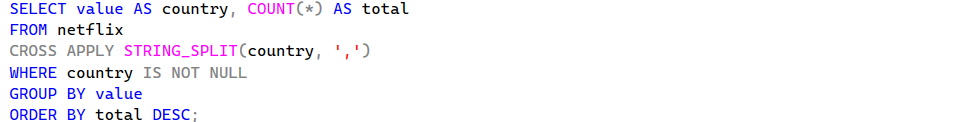 SELECT value AS country, COUNT(*) AS total
FROM netflix
CROSS APPLY STRING_SPLIT(country, ',')
WHERE country IS NOT NULL
GROUP BY value
ORDER BY total DESC;